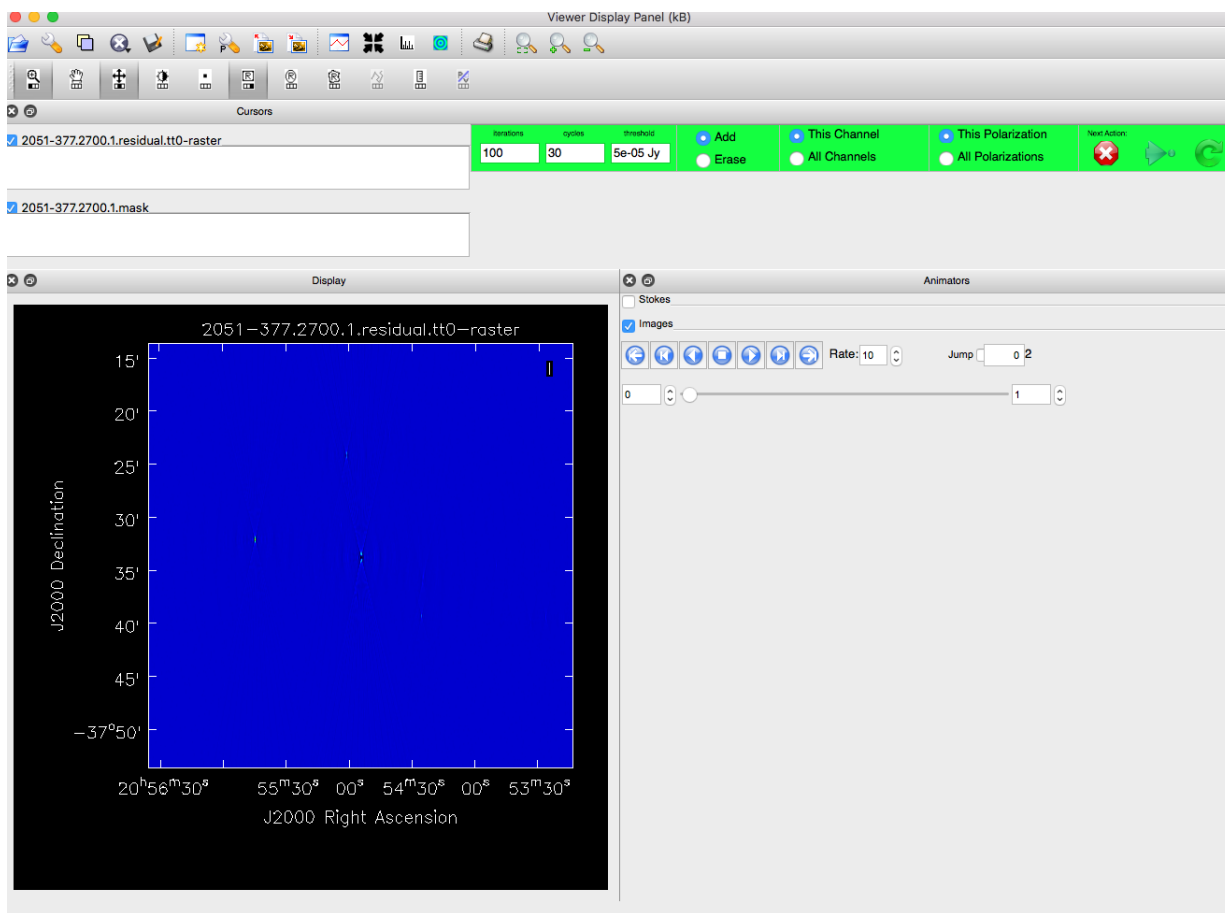 Viewer Display Panel (kB)
Cursors
2051-377.2700.1.residual.tt0-raster
iterations cycles threshold
100 30 5e-05 Jy
Add
Erase
This Channel
All Channels
This Polarization
All Polarizations
Next Action:
2051-377.2700.1.mask
Display
2051-377.2700.1.residual.tt0-raster
I
15'
20'
25'
30'
35'
40'
45'
-37°50'
J2000 Declination
20ʰ56ᵐ30ˢ 55ᵐ30ˢ 00ˢ 54ᵐ30ˢ 00ˢ 53ᵐ30ˢ
J2000 Right Ascension
Animators
Stokes
Images
Rate: 10 Jump 0 2
0 1